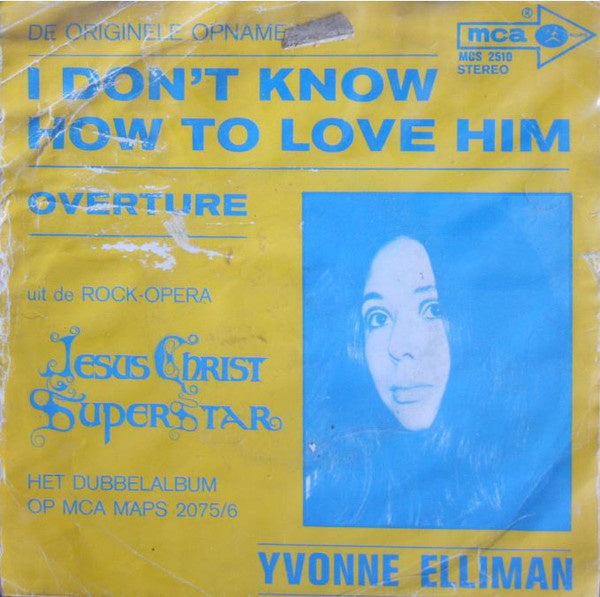 DE ORIGINELE OPNAME
mca
®
MCS 2510
STEREO
I DON'T KNOW
HOW TO LOVE HIM
OVERTURE
uit de ROCK-OPERA
Jesus Christ
SuperStar
HET DUBBELALBUM
OP MCA MAPS 2075/6
YVONNE ELLIMAN